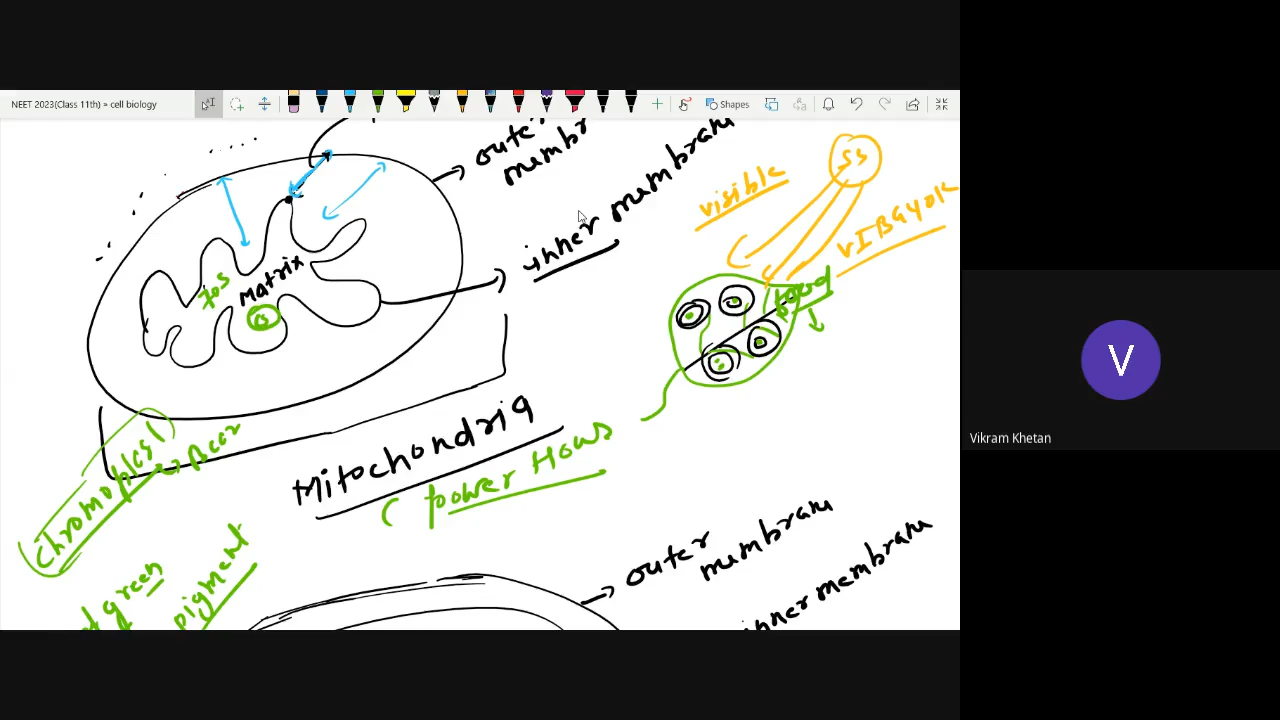 NEET 2023(Class 11th) » cell biology
Shapes
outer
membr
inner membrane
70s
Matrix
visible
VIBGYOR
Mitochondria
( power Hows
chromoplast
outer
membrane
inner membrane
green
pigment
V
Vikram Khetan